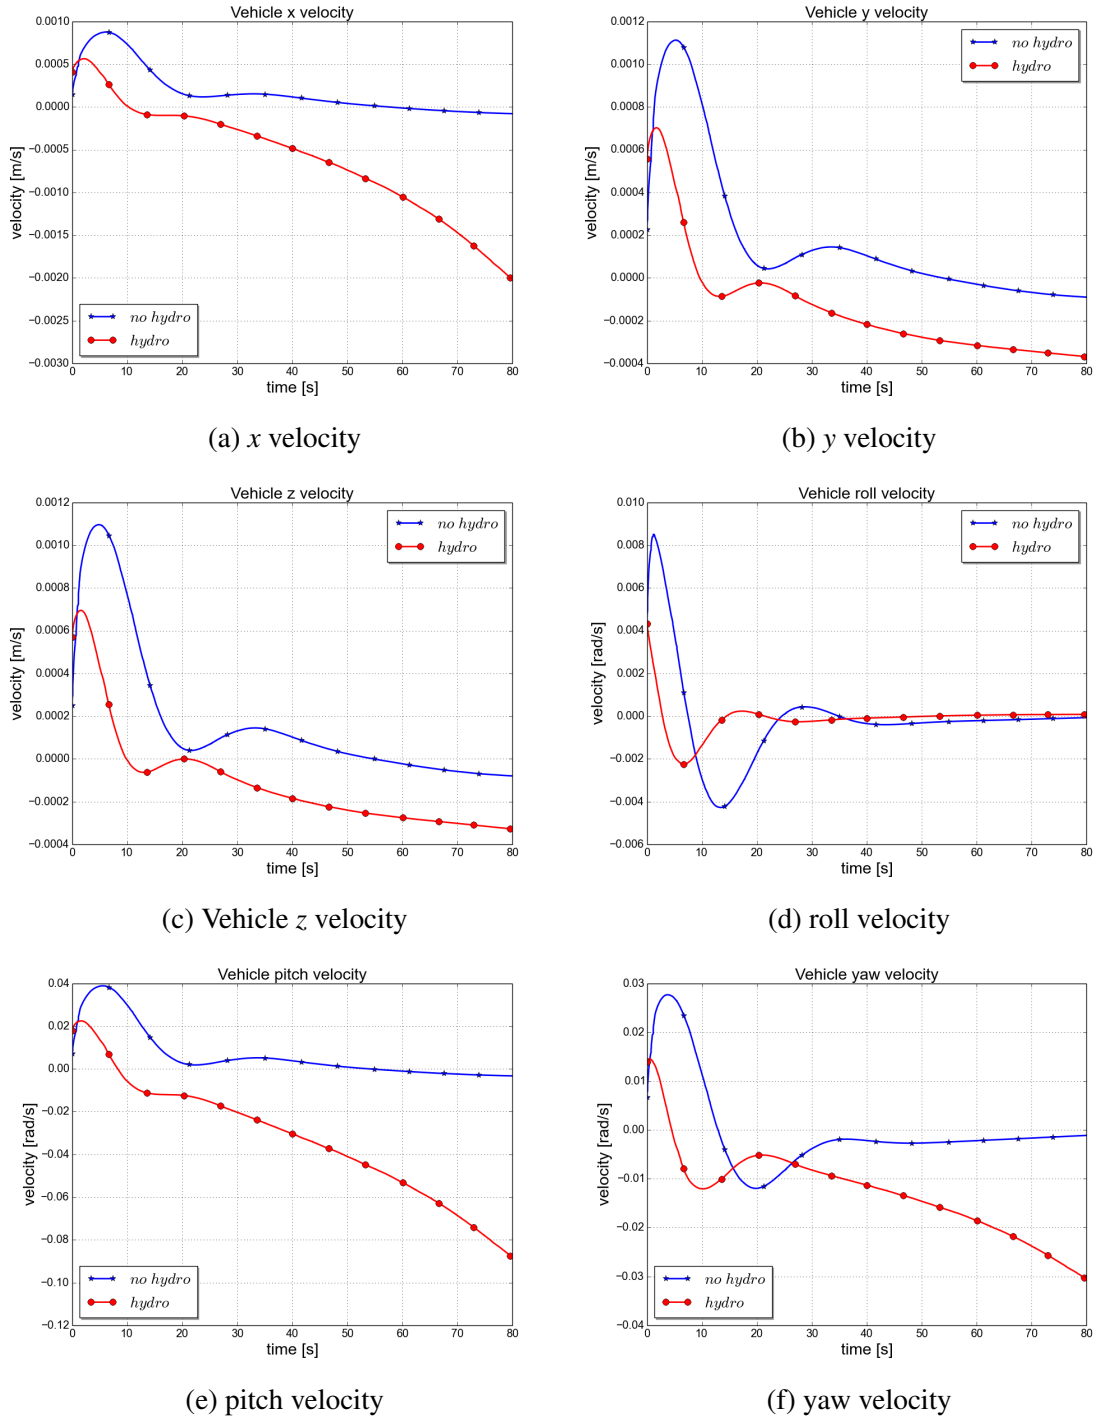 Vehicle x velocity
0.0010
0.0005
0.0000
−0.0005
−0.0010
−0.0015
−0.0020
−0.0025
−0.0030
velocity [m/s]
no hydro
hydro
0 10 20 30 40 50 60 70 80
time [s]
(a) x velocity
Vehicle y velocity
0.0012
0.0010
0.0008
0.0006
0.0004
0.0002
0.0000
−0.0002
−0.0004
velocity [m/s]
no hydro
hydro
0 10 20 30 40 50 60 70 80
time [s]
(b) y velocity
Vehicle z velocity
0.0012
0.0010
0.0008
0.0006
0.0004
0.0002
0.0000
−0.0002
−0.0004
velocity [m/s]
no hydro
hydro
0 10 20 30 40 50 60 70 80
time [s]
(c) Vehicle z velocity
Vehicle roll velocity
0.010
0.008
0.006
0.004
0.002
0.000
−0.002
−0.004
−0.006
velocity [rad/s]
no hydro
hydro
0 10 20 30 40 50 60 70 80
time [s]
(d) roll velocity
Vehicle pitch velocity
0.04
0.02
0.00
−0.02
−0.04
−0.06
−0.08
−0.10
−0.12
velocity [rad/s]
no hydro
hydro
0 10 20 30 40 50 60 70 80
time [s]
(e) pitch velocity
Vehicle yaw velocity
0.03
0.02
0.01
0.00
−0.01
−0.02
−0.03
−0.04
velocity [rad/s]
no hydro
hydro
0 10 20 30 40 50 60 70 80
time [s]
(f) yaw velocity